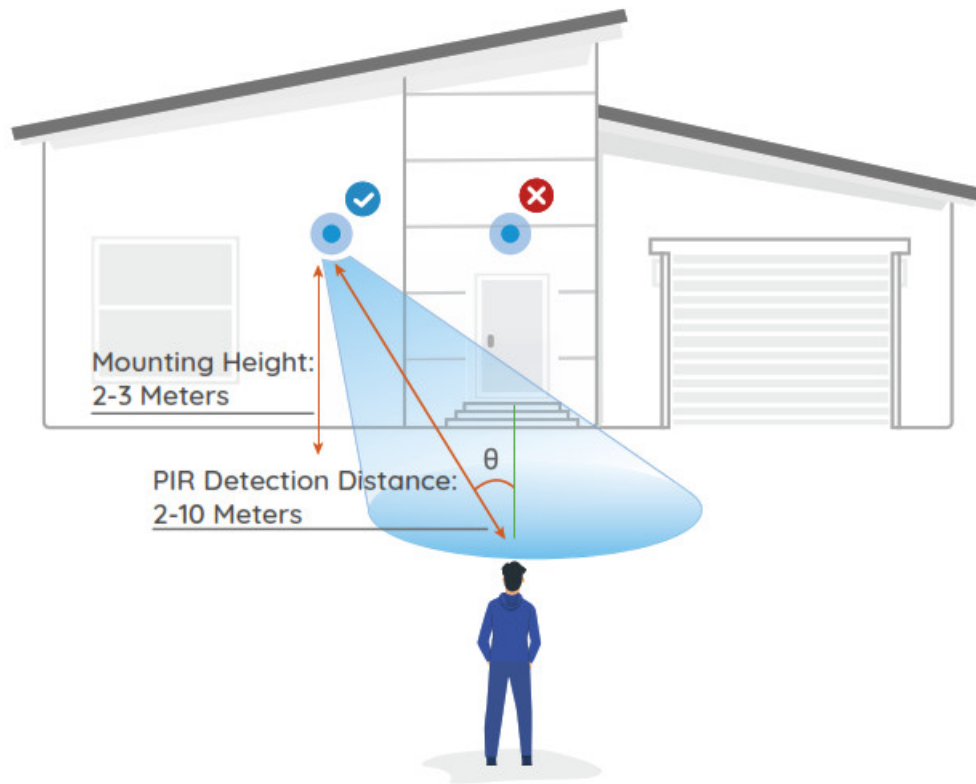 Mounting Height:
2-3 Meters
θ
PIR Detection Distance:
2-10 Meters